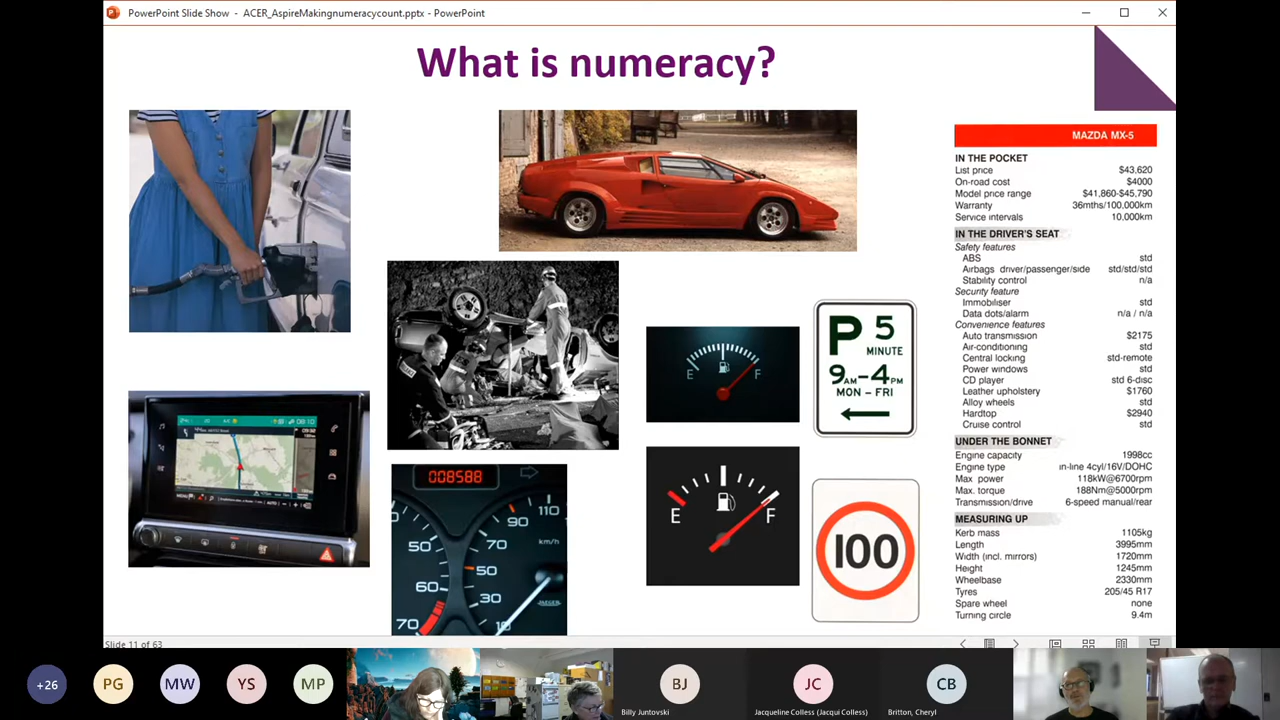 PowerPoint Slide Show - ACER_AspireMakingnumeracycount.pptx - PowerPoint
What is numeracy?
MAZDA MX-5
IN THE POCKET
List price $43,620
On-road cost $4000
Model price range $41,860-$45,790
Warranty 36mths/100,000km
Service intervals 10,000km
IN THE DRIVER'S SEAT
Safety features
ABS std
Airbags driver/passenger/side std/std/std
Stability control n/a
Security feature
Immobiliser std
Data dots/alarm n/a / n/a
Convenience features
Auto transmission $2175
Air-conditioning std
Central locking std-remote
Power windows std
CD player std 6-disc
Leather upholstery $1760
Alloy wheels std
Hardtop $2940
Cruise control std
UNDER THE BONNET
Engine capacity 1998cc
Engine type in-line 4cyl/16V/DOHC
Max power 118kW@6700rpm
Max. torque 188Nm@5000rpm
Transmission/drive 6-speed manual/rear
MEASURING UP
Kerb mass 1105kg
Length 3995mm
Width (incl. mirrors) 1720mm
Height 1245mm
Wheelbase 2330mm
Tyres 205/45 R17
Spare wheel none
Turning circle 9.4m
E F
P 5
MINUTE
9AM-4PM
MON - FRI
E F
100
MENU
08:10
008588
110
90
km/h
50
70
60
50
30
70
10
JAEGER
Slide 11 of 63
+26
PG
MW
YS
MP
BJ
Billy Juntovski
JC
Jacqueline Colless (Jacqui Colless)
CB
Britton, Cheryl